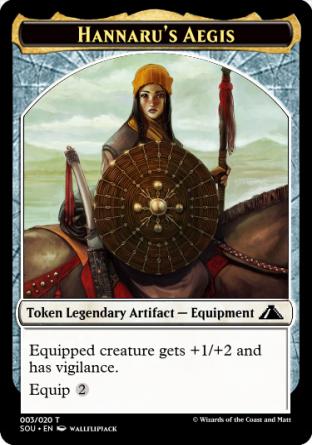 Hannaru's Aegis
Token Legendary Artifact — Equipment
Equipped creature gets +1/+2 and
has vigilance.
Equip 2
003/020 T
SOU • EN WALLFLIPJACK
© Wizards of the Coast and Matt